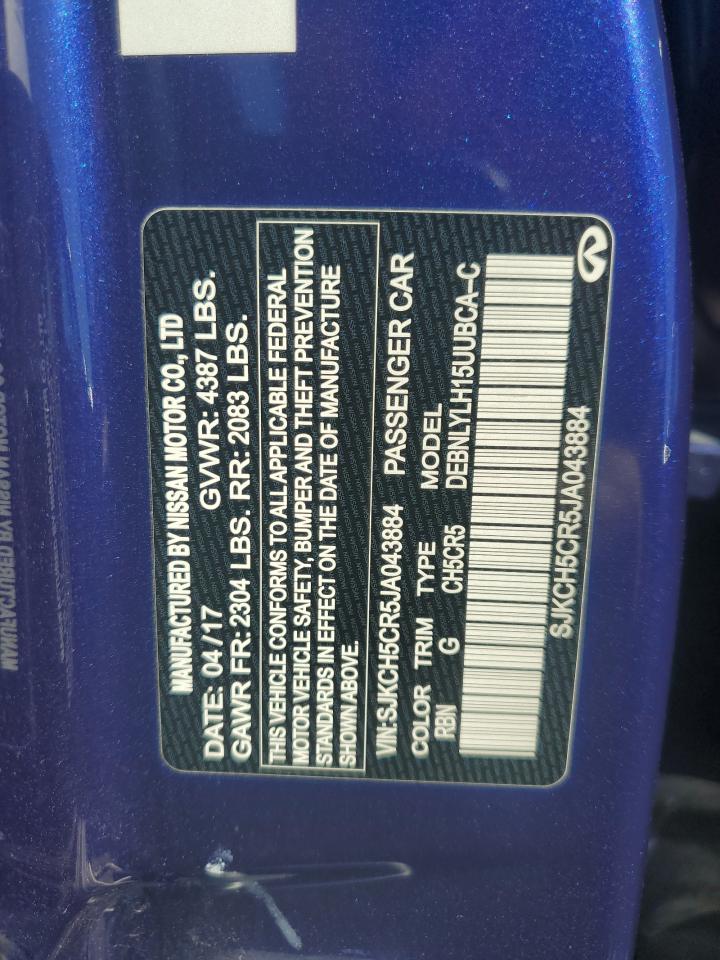 MANUFACTURED BY NISSAN MOTOR CO., LTD
DATE: 04/17 GVWR: 4387 LBS.
GAWR FR: 2304 LBS. RR: 2083 LBS.
THIS VEHICLE CONFORMS TO ALL APPLICABLE FEDERAL
MOTOR VEHICLE SAFETY, BUMPER AND THEFT PREVENTION
STANDARDS IN EFFECT ON THE DATE OF MANUFACTURE
SHOWN ABOVE.
VIN:SJKCH5CR5JA043884 PASSENGER CAR
COLOR TRIM TYPE MODEL
RBN G CH5CR5 DEBNLYLH15UUBCA-C
SJKCH5CR5JA043884